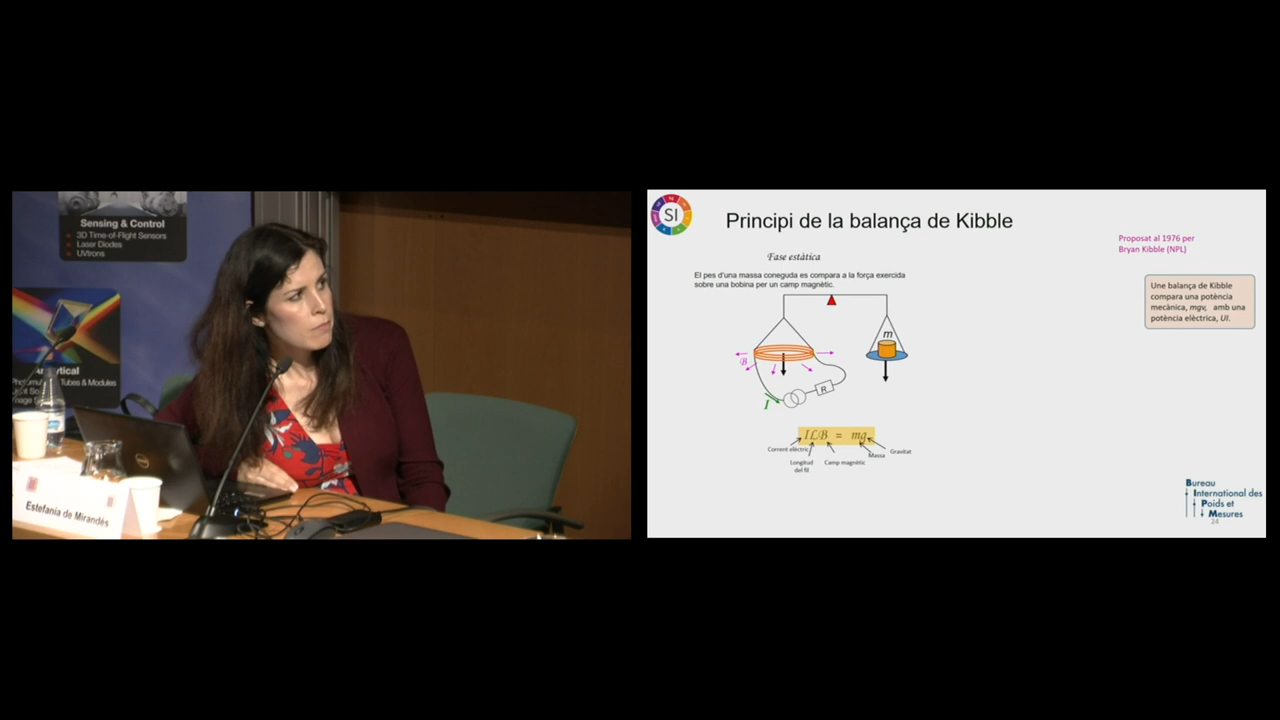 Sensing & Control
3D Time-of-Flight Sensors
Laser Diodes
UVtrons
Tubes & Modules
Estefanía de Mirandés
SI
Principi de la balança de Kibble
Proposat al 1976 per
Bryan Kibble (NPL)
Fase estàtica
El pes d'una massa coneguda es compara a la força exercida
sobre una bobina per un camp magnètic.
Une balança de Kibble
compara una potència
mecànica, mgv, amb una
potència elèctrica, UI.
m
B
R
I
ILB = mg
Corrent elèctric
Gravitat
Massa
Longitud
del fil
Camp magnètic
Bureau
International des
Poids et
Mesures
24